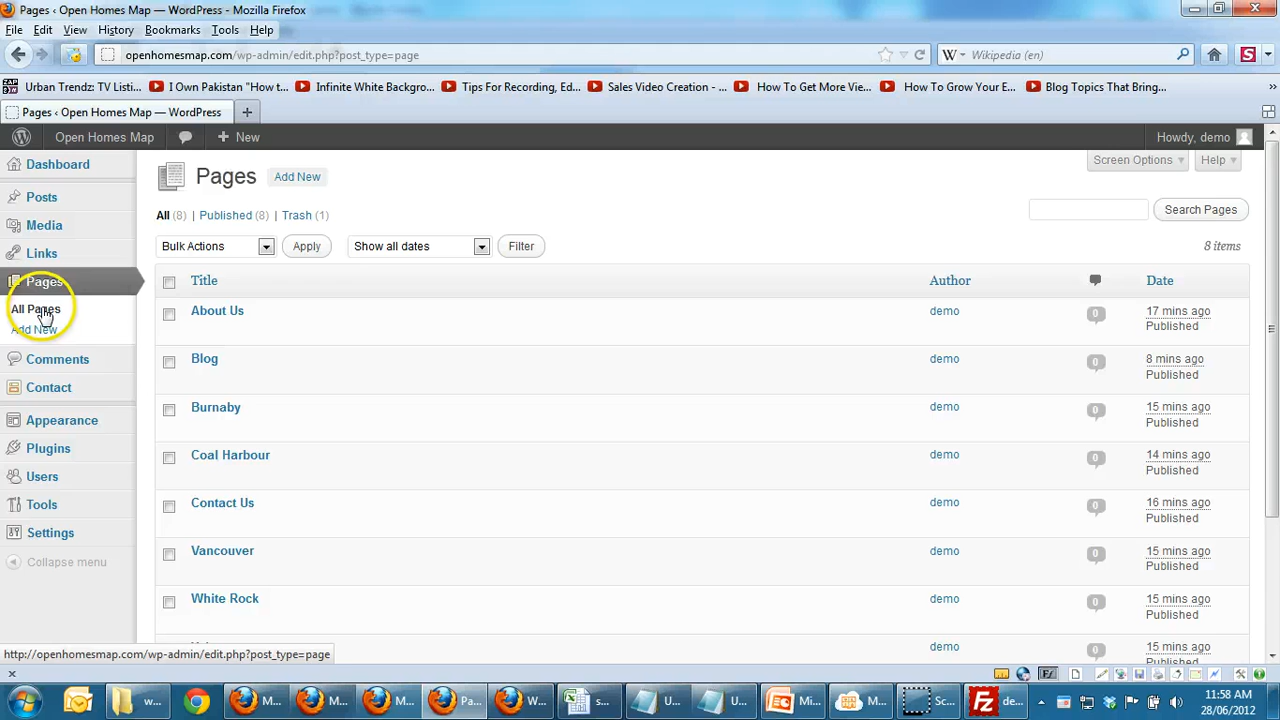 Pages ‹ Open Homes Map — WordPress - Mozilla Firefox
File Edit View History Bookmarks Tools Help
openhomesmap.com/wp-admin/edit.php?post_type=page
Wikipedia (en)
Urban Trendz: TV Listi... I Own Pakistan "How t... Infinite White Backgro... Tips For Recording, Ed... Sales Video Creation - ... How To Get More Vie... How To Grow Your E... Blog Topics That Bring... »
Pages ‹ Open Homes Map — WordPress +
Open Homes Map + New Howdy, demo
Dashboard
Posts
Media
Links
Pages
All Pages
Add New
Comments
Contact
Appearance
Plugins
Users
Tools
Settings
Collapse menu
Screen Options Help
Pages Add New
All (8) | Published (8) | Trash (1)
Search Pages
Bulk Actions Apply Show all dates Filter 8 items
Title Author Date
About Us demo 0 17 mins ago
Published
Blog demo 0 8 mins ago
Published
Burnaby demo 0 15 mins ago
Published
Coal Harbour demo 0 14 mins ago
Published
Contact Us demo 0 16 mins ago
Published
Vancouver demo 0 15 mins ago
Published
White Rock demo 0 15 mins ago
Published
demo 0 15 mins ago
http://openhomesmap.com/wp-admin/edit.php?post_type=page
w... M... M... M... Pa... W... s... U... U... Mi... M... Sc... de...
11:58 AM
28/06/2012